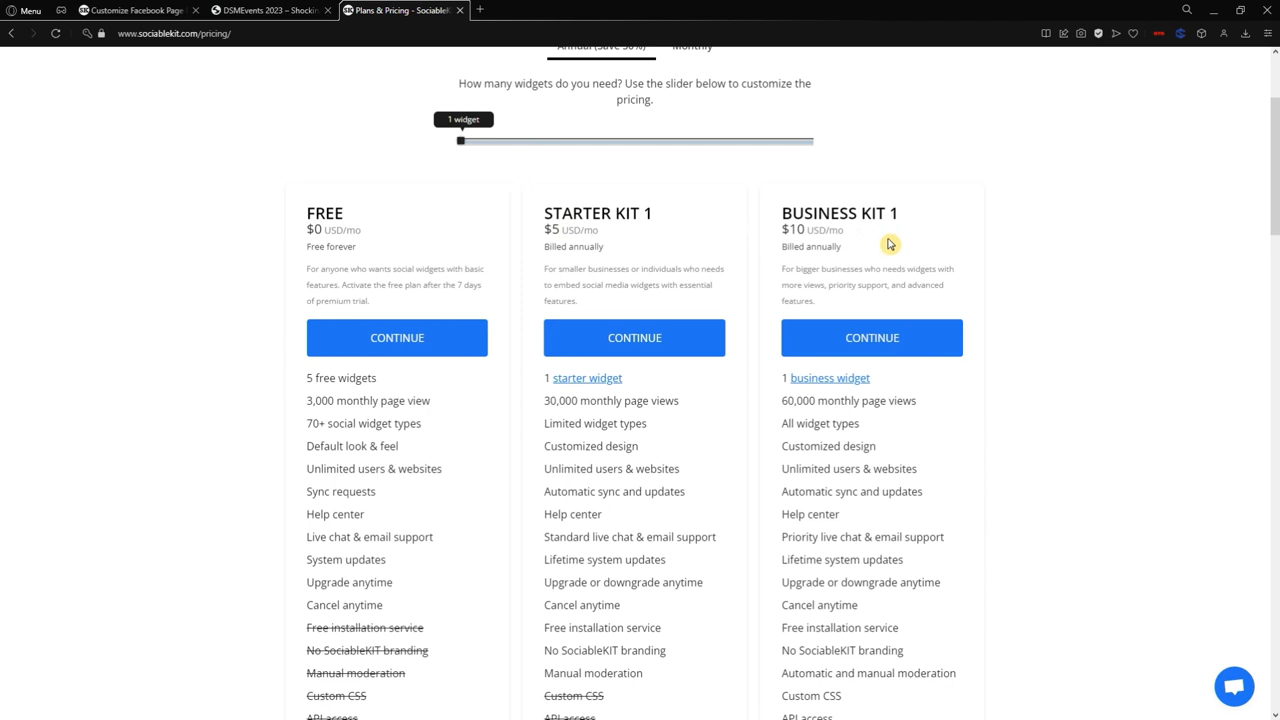 Menu
Customize Facebook Page
DSMEvents 2023 – Shockin
Plans & Pricing - SociableK
www.sociablekit.com/pricing/
Annual (Save 50%) Monthly
How many widgets do you need? Use the slider below to customize the
pricing.
1 widget
FREE
$0 USD/mo
Free forever
For anyone who wants social widgets with basic
features. Activate the free plan after the 7 days
of premium trial.
CONTINUE
5 free widgets
3,000 monthly page view
70+ social widget types
Default look & feel
Unlimited users & websites
Sync requests
Help center
Live chat & email support
System updates
Upgrade anytime
Cancel anytime
Free installation service
No SociableKIT branding
Manual moderation
Custom CSS
API access
STARTER KIT 1
$5 USD/mo
Billed annually
For smaller businesses or individuals who needs
to embed social media widgets with essential
features.
CONTINUE
1 starter widget
30,000 monthly page views
Limited widget types
Customized design
Unlimited users & websites
Automatic sync and updates
Help center
Standard live chat & email support
Lifetime system updates
Upgrade or downgrade anytime
Cancel anytime
Free installation service
No SociableKIT branding
Manual moderation
Custom CSS
API access
BUSINESS KIT 1
$10 USD/mo
Billed annually
For bigger businesses who needs widgets with
more views, priority support, and advanced
features.
CONTINUE
1 business widget
60,000 monthly page views
All widget types
Customized design
Unlimited users & websites
Automatic sync and updates
Help center
Priority live chat & email support
Lifetime system updates
Upgrade or downgrade anytime
Cancel anytime
Free installation service
No SociableKIT branding
Automatic and manual moderation
Custom CSS
API access